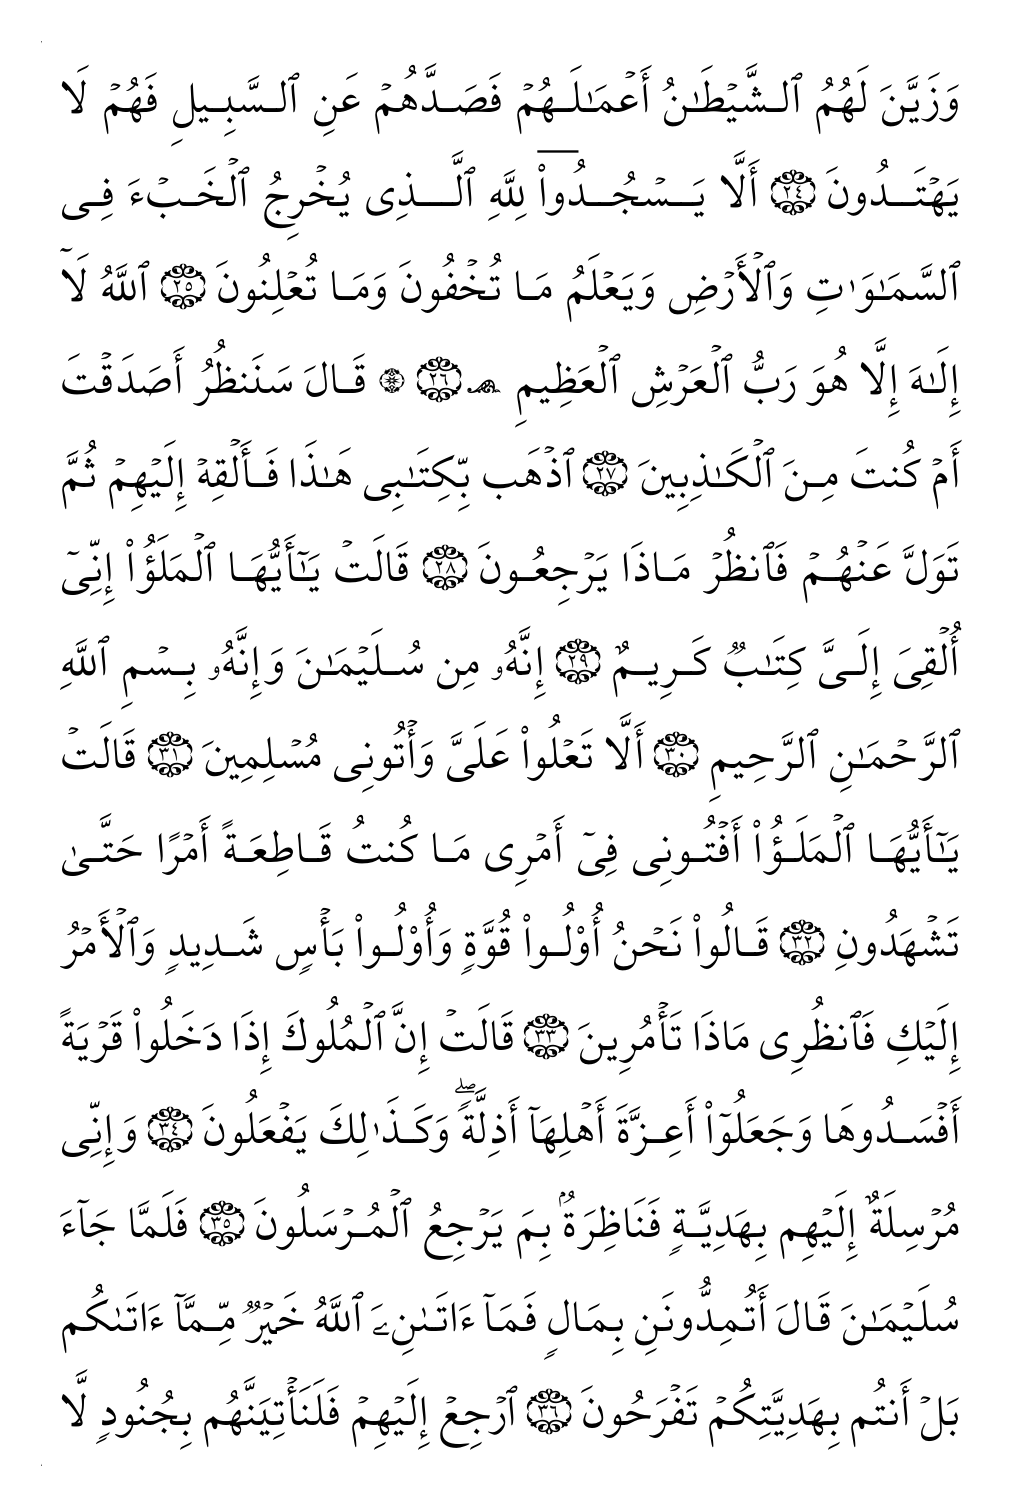 وَزَيَّنَ لَهُمُ ٱلشَّيْطَـٰنُ أَعْمَـٰلَهُمْ فَصَدَّهُمْ عَنِ ٱلسَّبِيلِ فَهُمْ لَا
يَهْتَدُونَ ٢٤ أَلَّا يَسْجُدُوا۟ لِلَّهِ ٱلَّذِى يُخْرِجُ ٱلْخَبْءَ فِى
ٱلسَّمَـٰوَٰتِ وَٱلْأَرْضِ وَيَعْلَمُ مَا تُخْفُونَ وَمَا تُعْلِنُونَ ٢٥ ٱللَّهُ لَآ
إِلَـٰهَ إِلَّا هُوَ رَبُّ ٱلْعَرْشِ ٱلْعَظِيمِ ۩ ٢٦ ۞ قَالَ سَنَنظُرُ أَصَدَقْتَ
أَمْ كُنتَ مِنَ ٱلْكَـٰذِبِينَ ٢٧ ٱذْهَب بِّكِتَـٰبِى هَـٰذَا فَأَلْقِهْ إِلَيْهِمْ ثُمَّ
تَوَلَّ عَنْهُمْ فَٱنظُرْ مَاذَا يَرْجِعُونَ ٢٨ قَالَتْ يَـٰٓأَيُّهَا ٱلْمَلَؤُا۟ إِنِّىٓ
أُلْقِىَ إِلَىَّ كِتَـٰبٌ كَرِيمٌ ٢٩ إِنَّهُۥ مِن سُلَيْمَـٰنَ وَإِنَّهُۥ بِسْمِ ٱللَّهِ
ٱلرَّحْمَـٰنِ ٱلرَّحِيمِ ٣٠ أَلَّا تَعْلُوا۟ عَلَىَّ وَأْتُونِى مُسْلِمِينَ ٣١ قَالَتْ
يَـٰٓأَيُّهَا ٱلْمَلَؤُا۟ أَفْتُونِى فِىٓ أَمْرِى مَا كُنتُ قَاطِعَةً أَمْرًا حَتَّىٰ
تَشْهَدُونِ ٣٢ قَالُوا۟ نَحْنُ أُو۟لُوا۟ قُوَّةٍ وَأُو۟لُوا۟ بَأْسٍ شَدِيدٍ وَٱلْأَمْرُ
إِلَيْكِ فَٱنظُرِى مَاذَا تَأْمُرِينَ ٣٣ قَالَتْ إِنَّ ٱلْمُلُوكَ إِذَا دَخَلُوا۟ قَرْيَةً
أَفْسَدُوهَا وَجَعَلُوٓا۟ أَعِزَّةَ أَهْلِهَآ أَذِلَّةً ۖ وَكَذَٰلِكَ يَفْعَلُونَ ٣٤ وَإِنِّى
مُرْسِلَةٌ إِلَيْهِم بِهَدِيَّةٍ فَنَاظِرَةٌۢ بِمَ يَرْجِعُ ٱلْمُرْسَلُونَ ٣٥ فَلَمَّا جَآءَ
سُلَيْمَـٰنَ قَالَ أَتُمِدُّونَنِ بِمَالٍ فَمَآ ءَاتَىٰنِۦَ ٱللَّهُ خَيْرٌ مِّمَّآ ءَاتَىٰكُم
بَلْ أَنتُم بِهَدِيَّتِكُمْ تَفْرَحُونَ ٣٦ ٱرْجِعْ إِلَيْهِمْ فَلَنَأْتِيَنَّهُم بِجُنُودٍ لَّا